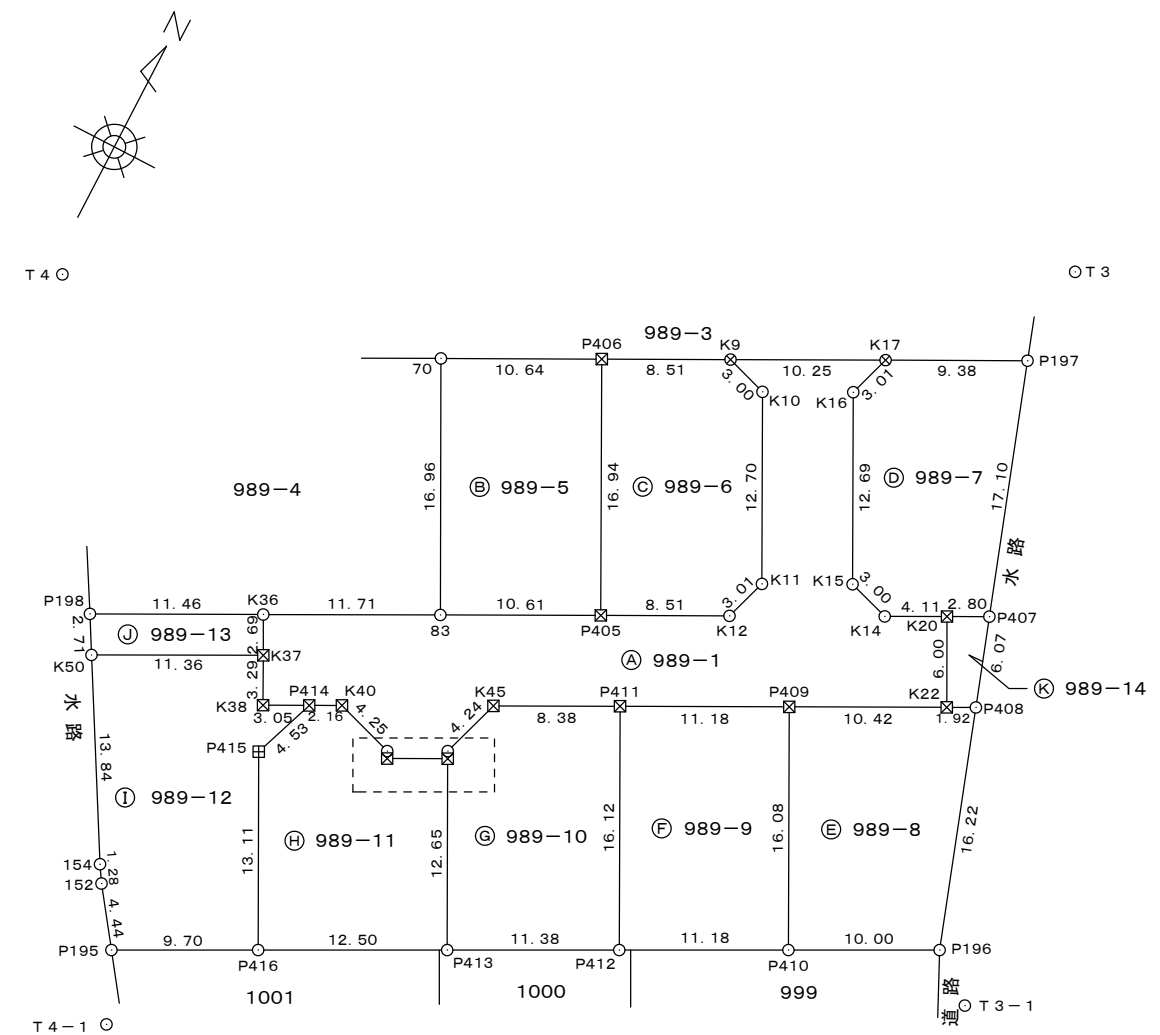 N
T 4
T 3
989-3
P406
K9
K17
P197
70
10. 64
8. 51
10. 25
9. 38
3. 00
3. 01
K10
K16
989-4
16. 96
Ⓑ 989-5
16. 94
Ⓒ 989-6
12. 70
12. 69
Ⓓ 989-7
17. 10
水路
P198
11. 46
K36
11. 71
10. 61
8. 51
3. 01
K11
K15
3. 00
4. 11
2. 80
P407
83
P405
K12
K14
K20
2. 71
Ⓙ 989-13
2. 69
K50
11. 36
K37
Ⓐ 989-1
6. 00
6. 07
Ⓚ 989-14
3. 29
K38
P414
K40
K45
P411
P409
K22
P408
3. 05
2. 16
4. 25
4. 24
8. 38
11. 18
10. 42
1. 92
水路
P415
4. 53
13. 84
Ⓘ 989-12
13. 11
Ⓗ 989-11
12. 65
Ⓖ 989-10
16. 12
Ⓕ 989-9
16. 08
Ⓔ 989-8
16. 22
154
1. 28
152
4. 44
P195
9. 70
12. 50
11. 38
11. 18
10. 00
P196
P416
P413
P412
P410
1001
1000
999
道路
T 4-1
T 3-1